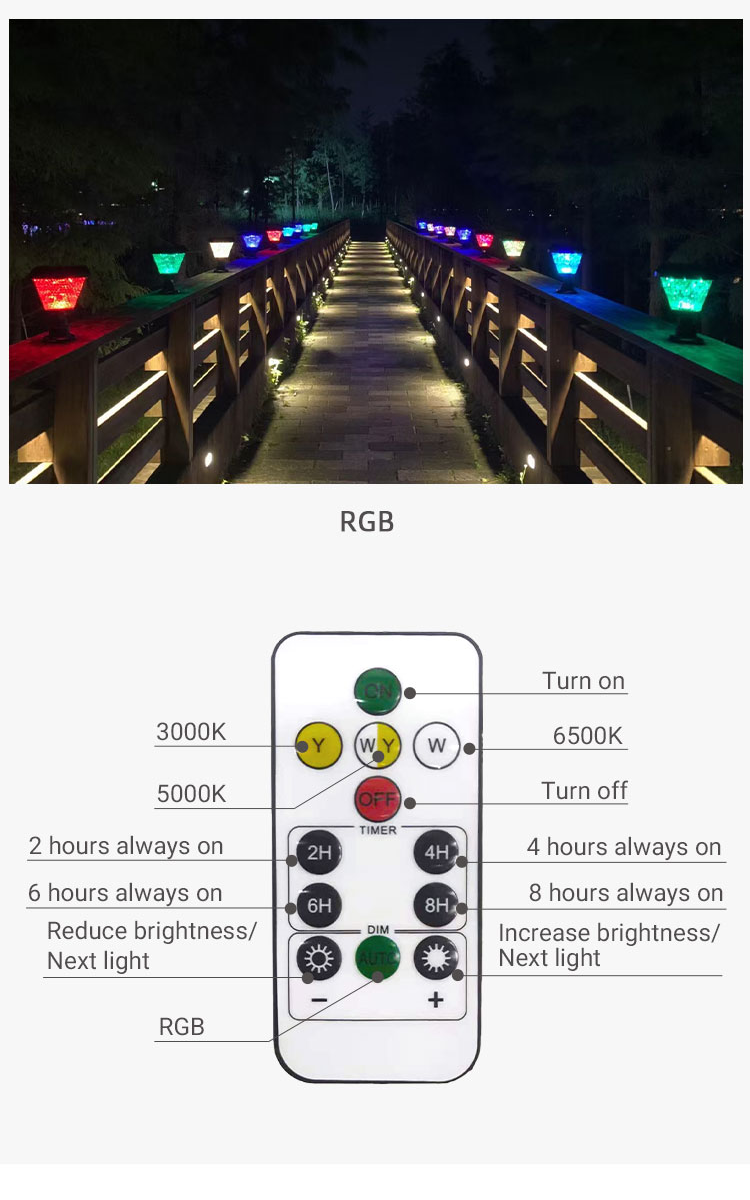 RGB
ON
Turn on
3000K
Y
W Y
W
6500K
5000K
OFF
Turn off
TIMER
2 hours always on
2H
4H
4 hours always on
6 hours always on
6H
8H
8 hours always on
DIM
Reduce brightness/
Next light
AUTO
Increase brightness/
Next light
−
+
RGB